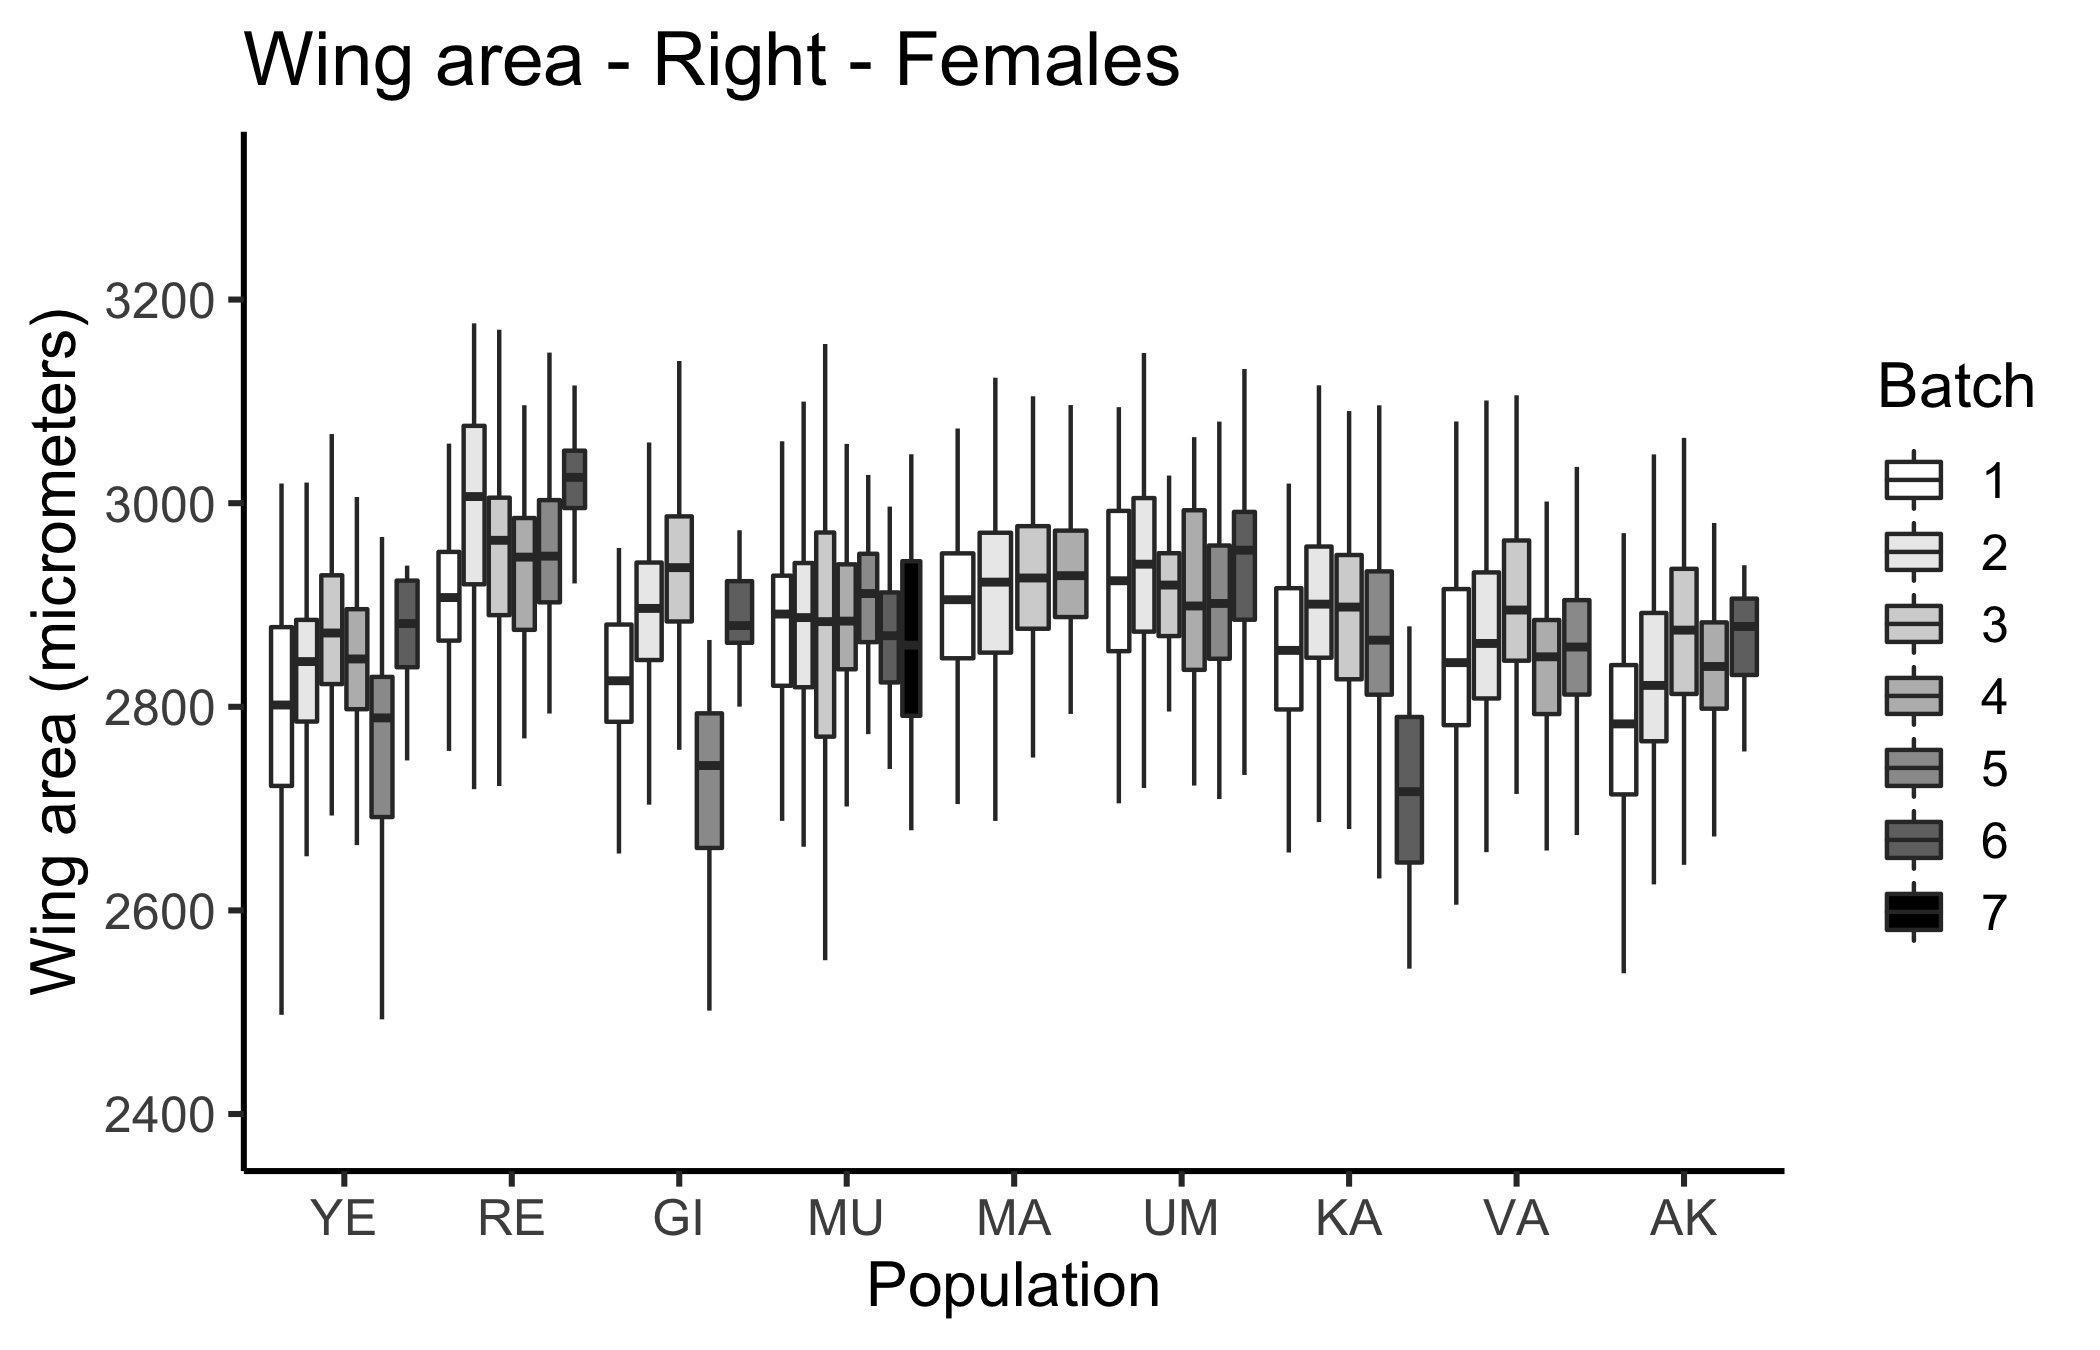 Wing area - Right - Females
Wing area (micrometers)
3200
3000
2800
2600
2400
YE RE GI MU MA UM KA VA AK
Population
Batch
1
2
3
4
5
6
7